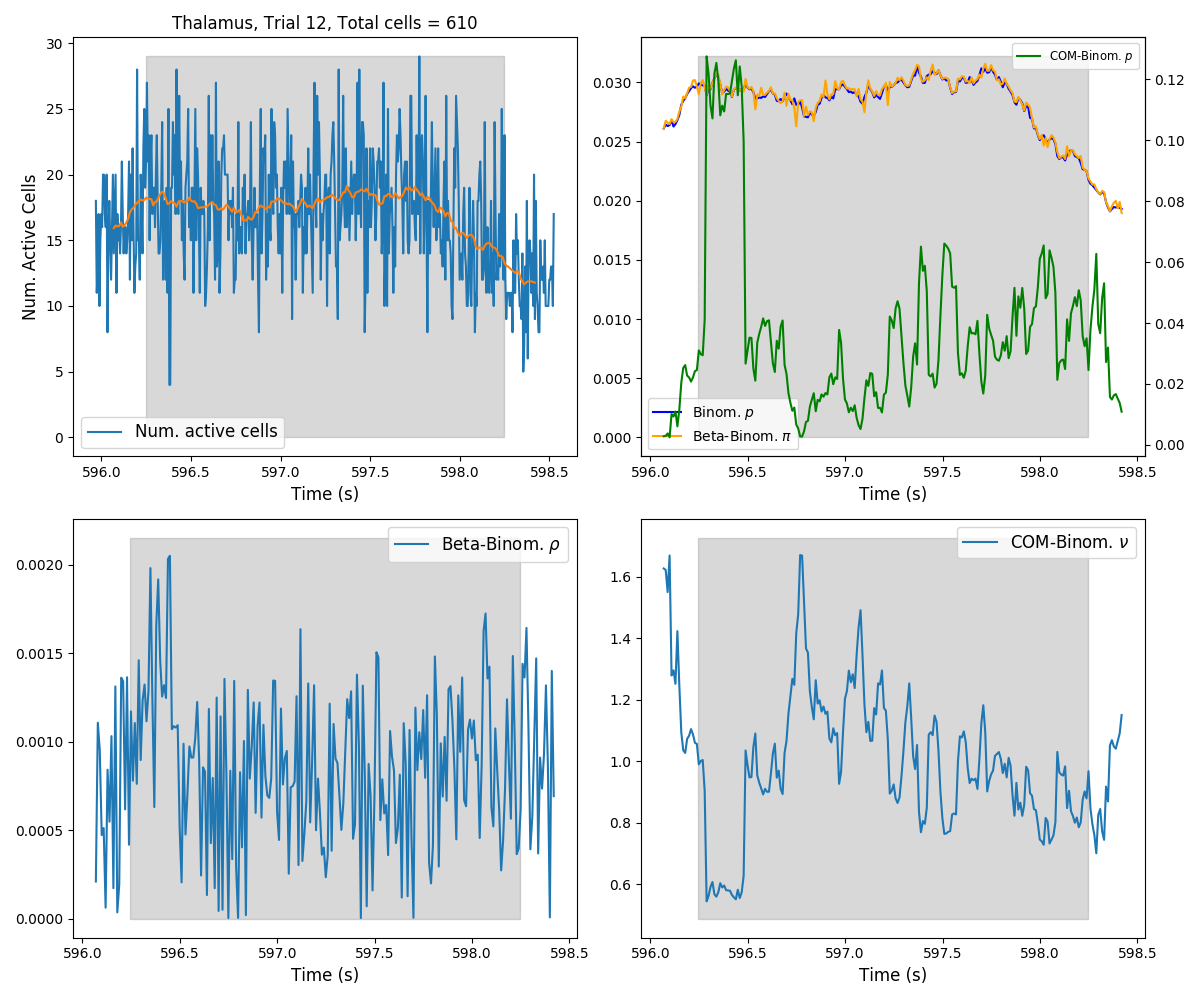 Thalamus, Trial 12, Total cells = 610
30
25
20
15
10
5
0
Num. Active Cells
Num. active cells
596.0 596.5 597.0 597.5 598.0 598.5
Time (s)
COM-Binom. p
0.030
0.025
0.020
0.015
0.010
0.005
0.000
0.12
0.10
0.08
0.06
0.04
0.02
0.00
Binom. p
Beta-Binom. π
596.0 596.5 597.0 597.5 598.0 598.5
Time (s)
Beta-Binom. ρ
0.0020
0.0015
0.0010
0.0005
0.0000
596.0 596.5 597.0 597.5 598.0 598.5
Time (s)
COM-Binom. ν
1.6
1.4
1.2
1.0
0.8
0.6
596.0 596.5 597.0 597.5 598.0 598.5
Time (s)